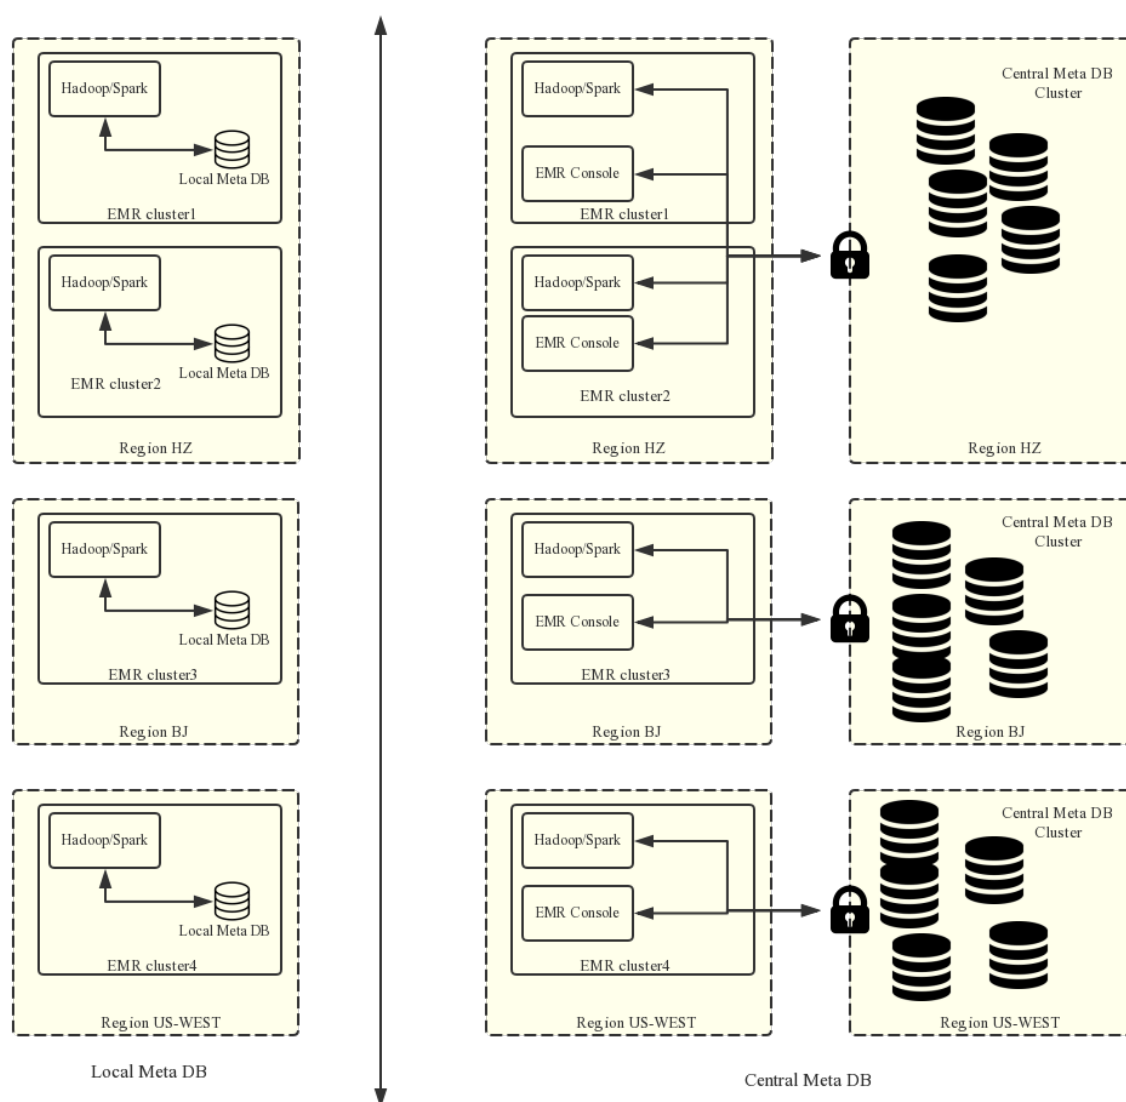 Hadoop/Spark
Local Meta DB
EMR cluster1
Hadoop/Spark
Local Meta DB
EMR cluster2
Region HZ
Hadoop/Spark
Local Meta DB
EMR cluster3
Region BJ
Hadoop/Spark
Local Meta DB
EMR cluster4
Region US-WEST
Local Meta DB
Hadoop/Spark
EMR Console
EMR cluster1
Hadoop/Spark
EMR Console
EMR cluster2
Region HZ
Central Meta DB
Cluster
Region HZ
Hadoop/Spark
EMR Console
EMR cluster3
Region BJ
Central Meta DB
Cluster
Region BJ
Hadoop/Spark
EMR Console
EMR cluster4
Region US-WEST
Central Meta DB
Cluster
Region US-WEST
Central Meta DB